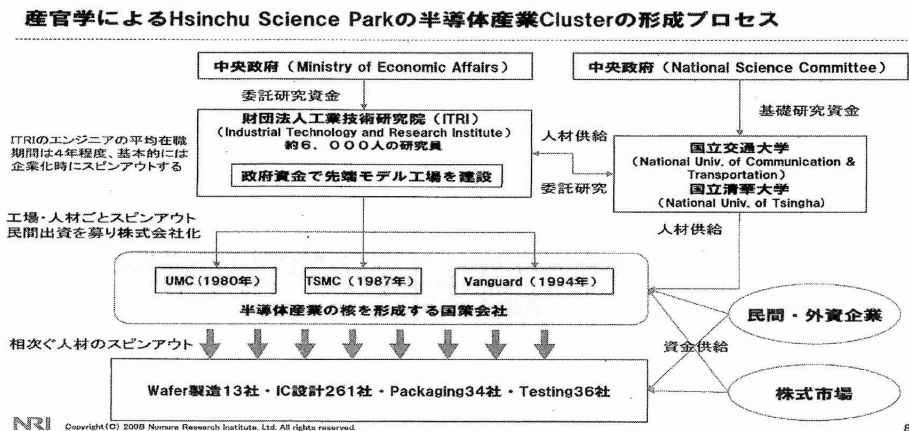 産官学によるHsinchu Science Parkの半導体産業Clusterの形成プロセス
中央政府（Ministry of Economic Affairs）
中央政府（National Science Committee）
委託研究資金
基礎研究資金
ITRIのエンジニアの平均在職
期間は4年程度、基本的には
企業化時にスピンアウトする
財団法人工業技術研究院（ITRI）
（Industrial Technology and Research Institute）
約6．000人の研究員
政府資金で先端モデル工場を建設
人材供給
委託研究
国立交通大学
（National Univ. of Communication &
Transportation）
国立清華大学
（National Univ. of Tsingha）
工場・人材ごとスピンアウト
民間出資を募り株式会社化
人材供給
UMC（1980年）
TSMC（1987年）
Vanguard（1994年）
半導体産業の核を形成する国策会社
民間・外資企業
相次ぐ人材のスピンアウト
資金供給
Wafer製造13社・IC設計261社・Packaging34社・Testing36社
株式市場
NRI Copyright(C) 2008 Nomura Research Institute, Ltd. All rights reserved.
8